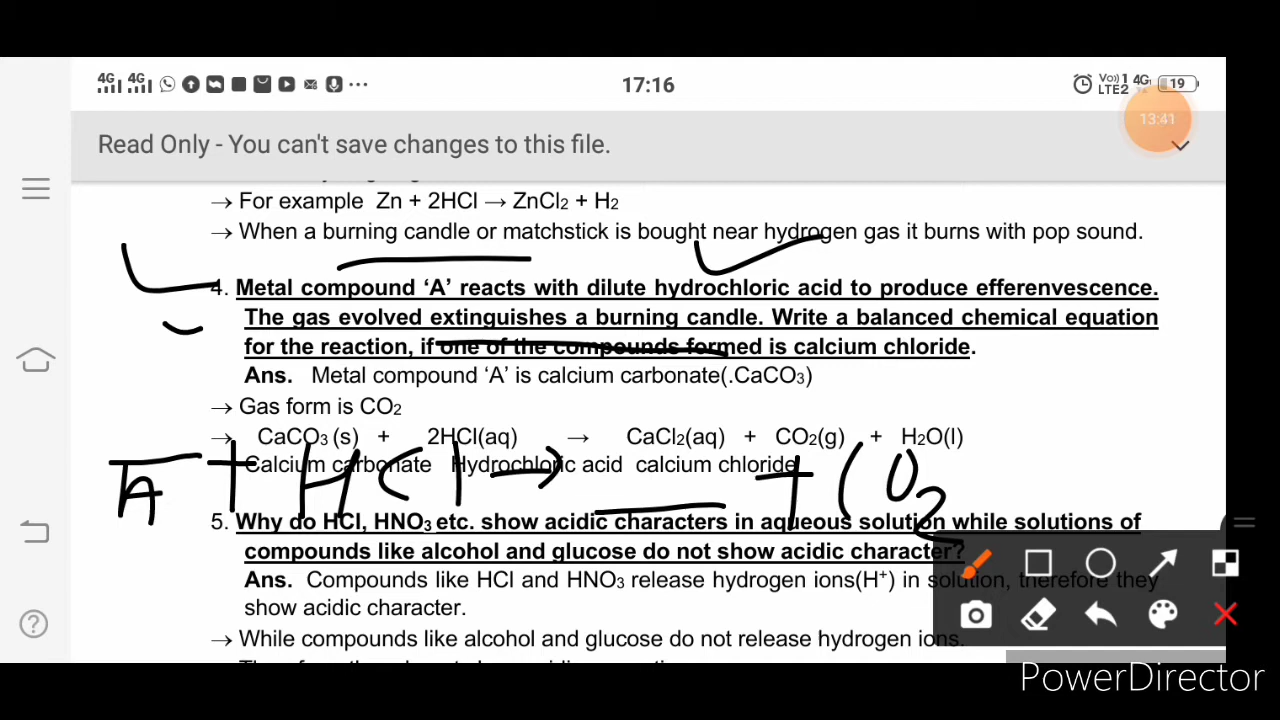 4G 4G 17:16 Vo) 1 4G LTE2 19
13:41
Read Only - You can't save changes to this file.
→ For example Zn + 2HCl → ZnCl₂ + H₂
→ When a burning candle or matchstick is bought near hydrogen gas it burns with pop sound.
4. Metal compound ‘A’ reacts with dilute hydrochloric acid to produce efferenvescence.
The gas evolved extinguishes a burning candle. Write a balanced chemical equation
for the reaction, if one of the compounds formed is calcium chloride.
Ans. Metal compound ‘A’ is calcium carbonate(.CaCO₃)
→ Gas form is CO₂
→ CaCO₃ (s) + 2HCl(aq) → CaCl₂(aq) + CO₂(g) + H₂O(l)
Calcium carbonate Hydrochloric acid calcium chloride
A + HCl → + CO₂
5. Why do HCl, HNO₃ etc. show acidic characters in aqueous solution while solutions of
compounds like alcohol and glucose do not show acidic character?
Ans. Compounds like HCl and HNO₃ release hydrogen ions(H⁺) in solution, therefore they
show acidic character.
→ While compounds like alcohol and glucose do not release hydrogen ions.
PowerDirector